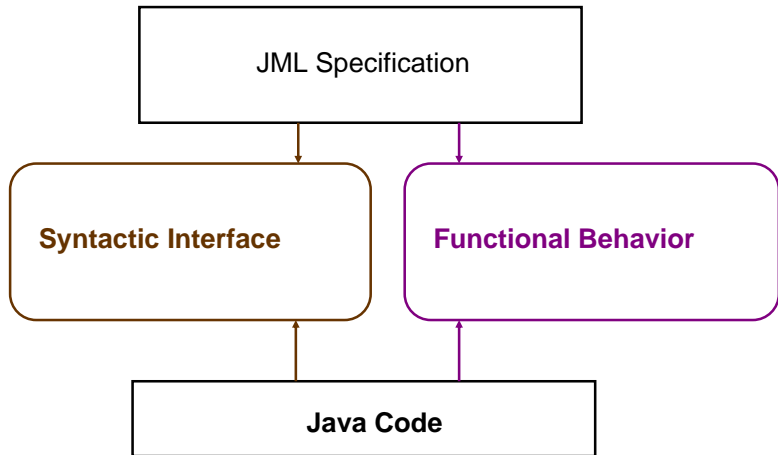 JML Specification
Syntactic Interface
Functional Behavior
Java Code